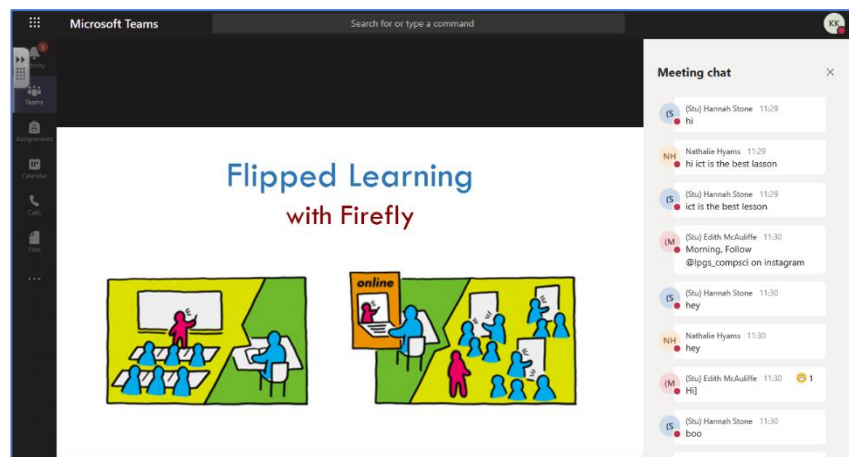 Microsoft Teams
Search for or type a command
KK
1
Activity
Teams
Assignments
Calendar
Calls
Files
Flipped Learning
with Firefly
online
Meeting chat
(S
(Stu) Hannah Stone 11:29
hi
NH
Nathalie Hyams 11:29
hi ict is the best lasson
(S
(Stu) Hannah Stone 11:29
ict is the best lesson
(M
(Stu) Edith McAuliffe 11:30
Morning, Follow
@lpgs_compsci on instagram
(S
(Stu) Hannah Stone 11:30
hey
NH
Nathalie Hyams 11:30
hey
(M
(Stu) Edith McAuliffe 11:30 1
Hi]
(S
(Stu) Hannah Stone 11:30
boo